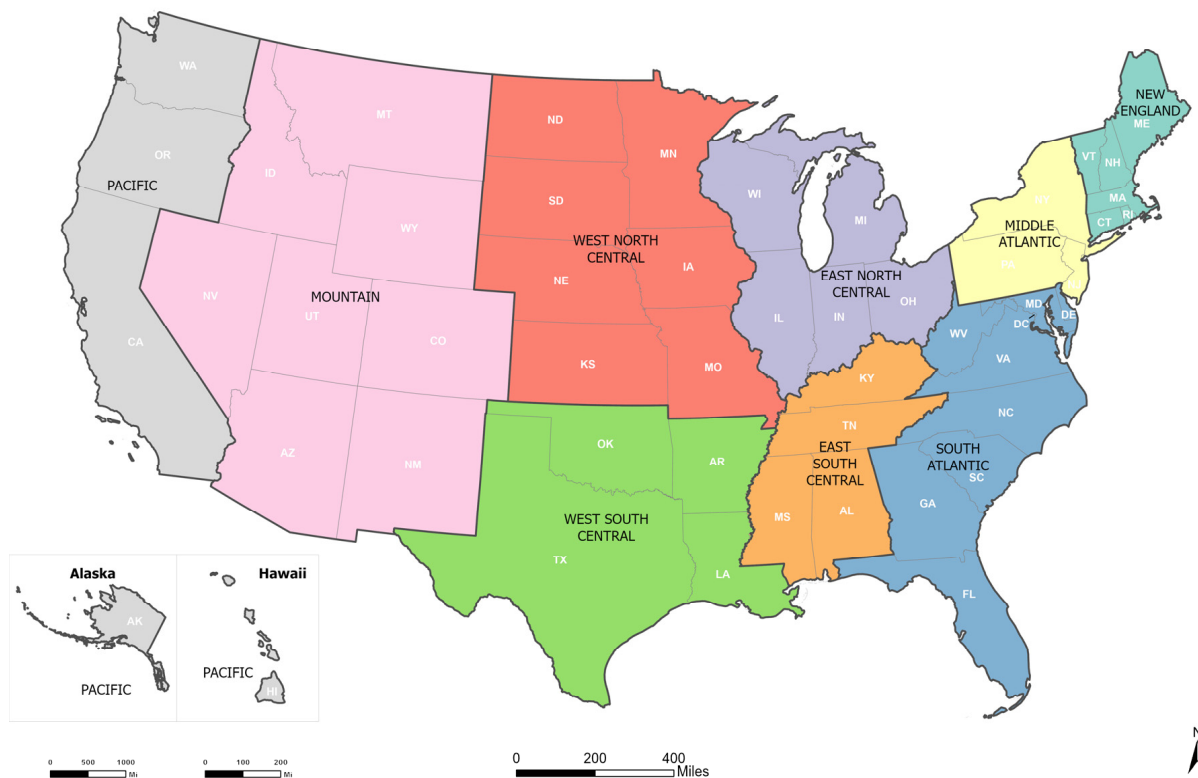 WA
MT
ND
MN
OR
ID
PACIFIC
SD
WI
MI
WY
WEST NORTH
CENTRAL
IA
NE
NEW
ENGLAND
ME
VT
NH
MA
RI
CT
NY
MIDDLE
ATLANTIC
PA
NJ
EAST NORTH
CENTRAL
OH
IL
IN
NV
MOUNTAIN
UT
CO
CA
KS
MO
MD
DE
DC
WV
VA
KY
NC
TN
AZ
NM
OK
AR
EAST
SOUTH
CENTRAL
SOUTH
ATLANTIC
SC
MS
AL
GA
WEST SOUTH
CENTRAL
TX
LA
FL
Alaska
AK
PACIFIC
Hawaii
PACIFIC
HI
0 500 1000
Mi
0 100 200
Mi
0 200 400
Miles
N